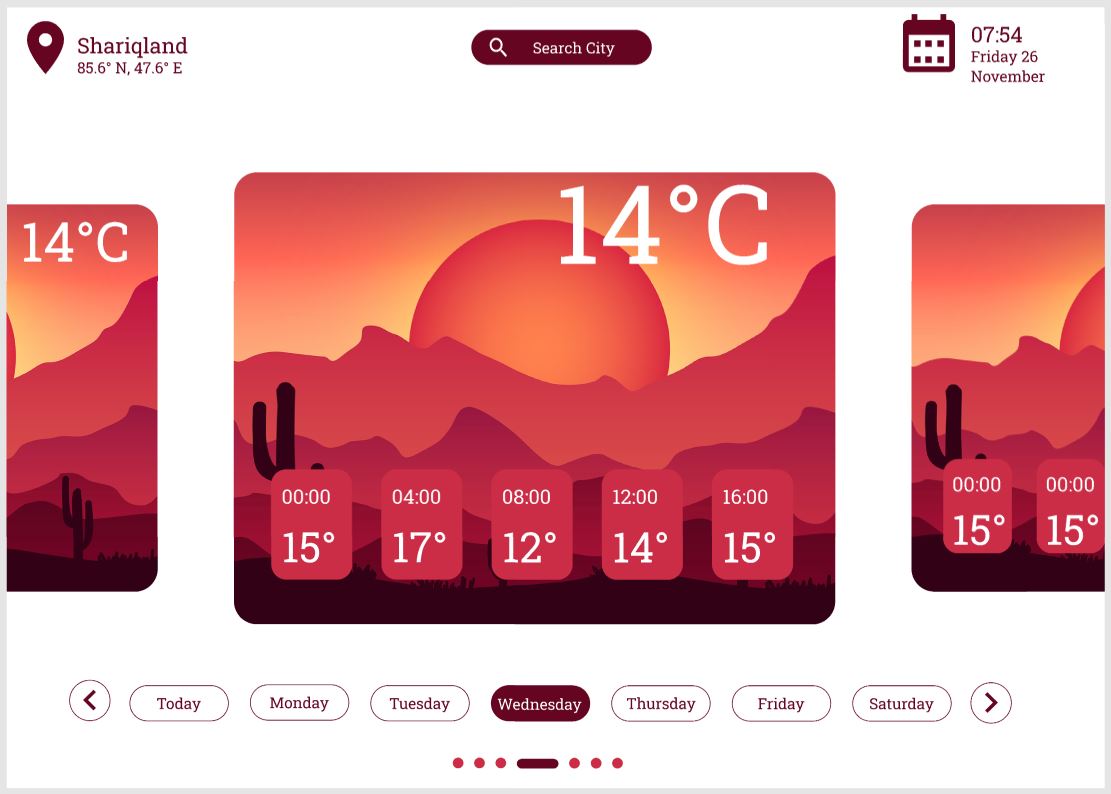 Shariqland
85.6° N, 47.6° E
Search City
07:54
Friday 26
November
14°C
14°C
00:00
04:00
08:00
12:00
16:00
15°
17°
12°
14°
15°
00:00
00:00
15°
15°
Today
Monday
Tuesday
Wednesday
Thursday
Friday
Saturday